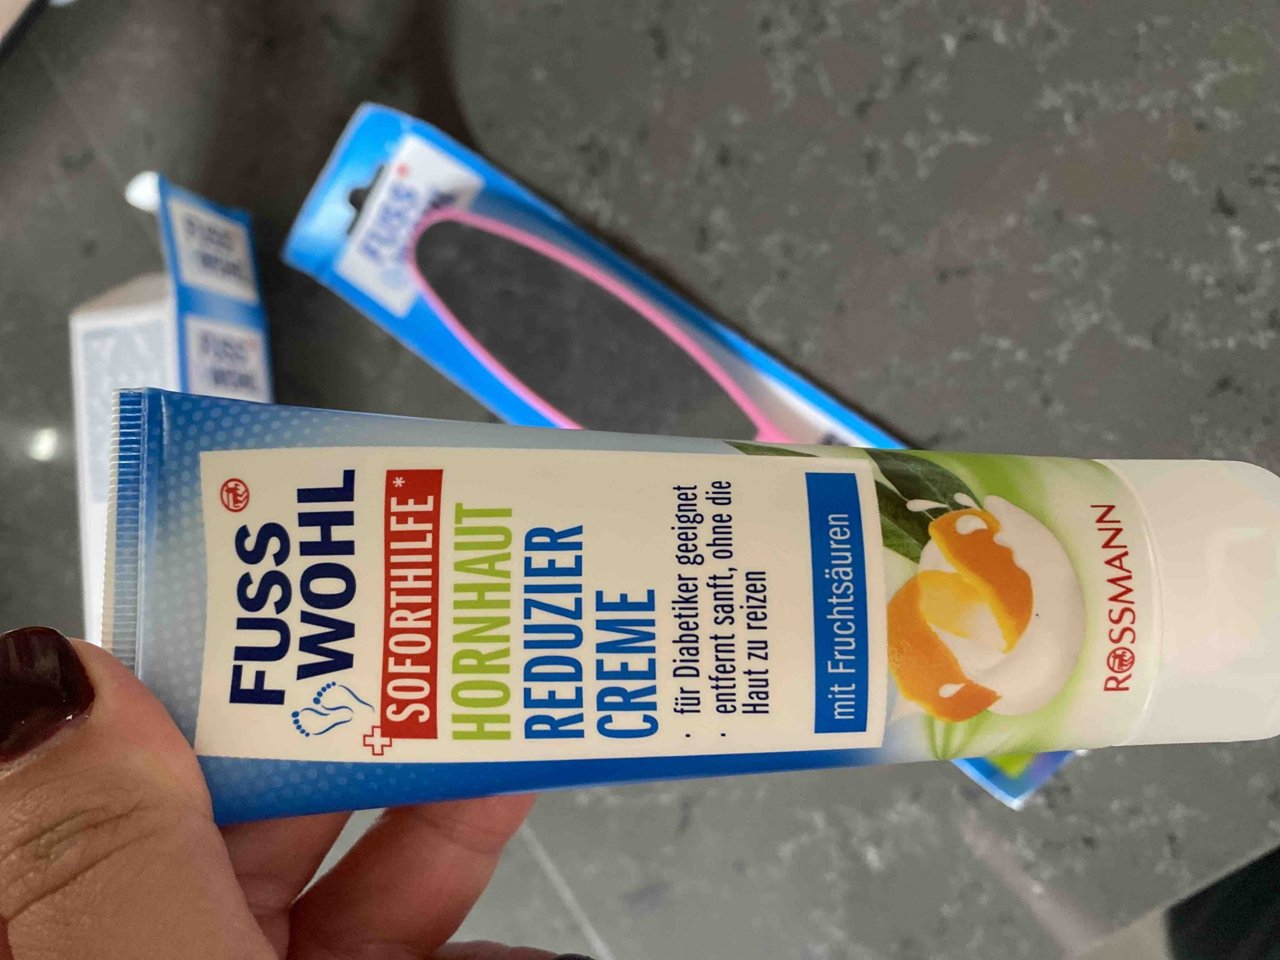 FUSS
WOHL
SOFORTHILFE*
HORNHAUT
REDUZIER
CREME
· für Diabetiker geeignet
· entfernt sanft, ohne die
Haut zu reizen
mit Fruchtsäuren
ROSSMANN
FUSS
WOHL
FUSS
WOHL
FUSS